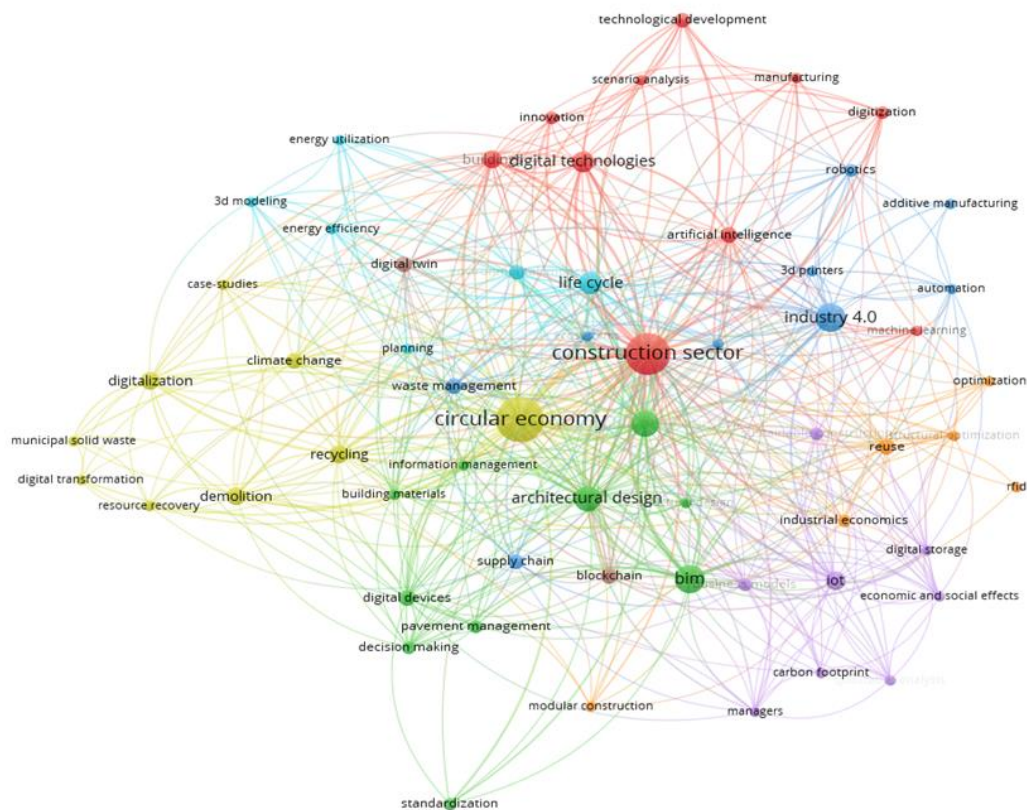 technological development
scenario analysis
manufacturing
innovation
digitization
energy utilization
digital technologies
robotics
3d modeling
additive manufacturing
energy efficiency
artificial intelligence
digital twin
3d printers
case-studies
life cycle
automation
industry 4.0
machine learning
planning
construction sector
climate change
digitalization
waste management
optimization
circular economy
municipal solid waste
structural optimization
recycling
reuse
information management
digital transformation
rfid
demolition
building materials
architectural design
resource recovery
industrial economics
digital storage
supply chain
blockchain
bim
iot
digital devices
economic and social effects
pavement management
decision making
carbon footprint
modular construction
managers
standardization